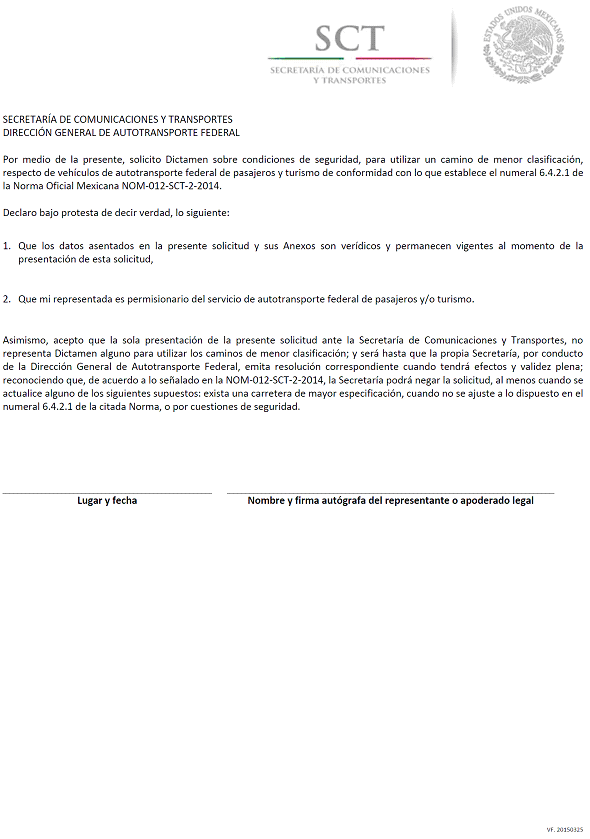 SCT
SECRETARÍA DE COMUNICACIONES
Y TRANSPORTES
ESTADOS UNIDOS MEXICANOS
SECRETARÍA DE COMUNICACIONES Y TRANSPORTES
DIRECCIÓN GENERAL DE AUTOTRANSPORTE FEDERAL
Por medio de la presente, solicito Dictamen sobre condiciones de seguridad, para utilizar un camino de menor clasificación,
respecto de vehículos de autotransporte federal de pasajeros y turismo de conformidad con lo que establece el numeral 6.4.2.1 de
la Norma Oficial Mexicana NOM-012-SCT-2-2014.
Declaro bajo protesta de decir verdad, lo siguiente:
1. Que los datos asentados en la presente solicitud y sus Anexos son verídicos y permanecen vigentes al momento de la
presentación de esta solicitud,
2. Que mi representada es permisionario del servicio de autotransporte federal de pasajeros y/o turismo.
Asimismo, acepto que la sola presentación de la presente solicitud ante la Secretaría de Comunicaciones y Transportes, no
representa Dictamen alguno para utilizar los caminos de menor clasificación; y será hasta que la propia Secretaría, por conducto
de la Dirección General de Autotransporte Federal, emita resolución correspondiente cuando tendrá efectos y validez plena;
reconociendo que, de acuerdo a lo señalado en la NOM-012-SCT-2-2014, la Secretaría podrá negar la solicitud, al menos cuando se
actualice alguno de los siguientes supuestos: exista una carretera de mayor especificación, cuando no se ajuste a lo dispuesto en el
numeral 6.4.2.1 de la citada Norma, o por cuestiones de seguridad.
Lugar y fecha
Nombre y firma autógrafa del representante o apoderado legal
VF. 20150325